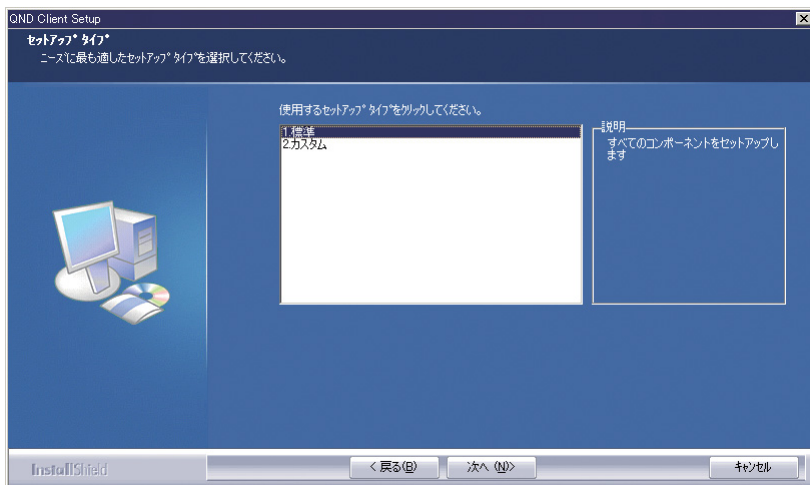 QND Client Setup
セットアップ タイプ
ニーズに最も適したセットアップ タイプを選択してください。
使用するセットアップ タイプをクリックしてください。
1.標準
2.カスタム
説明
すべてのコンポーネントをセットアップし
ます
InstallShield
< 戻る(B)
次へ (N)>
キャンセル